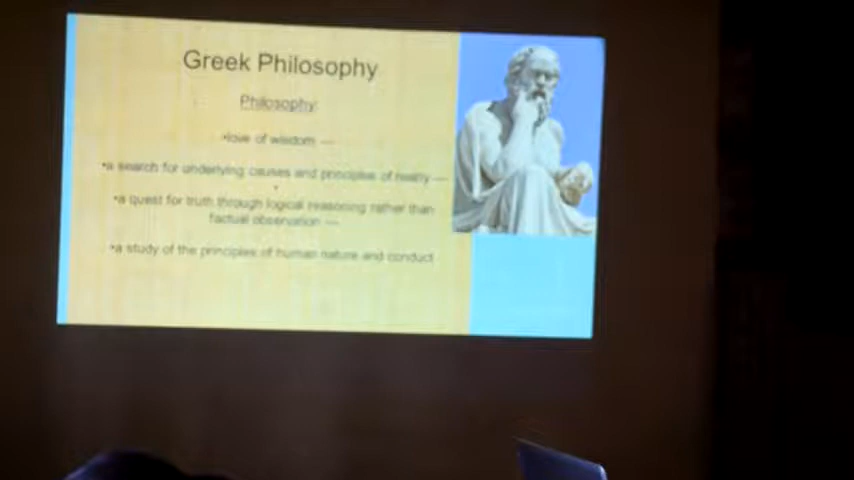 Greek Philosophy
Philosophy:
•love of wisdom —
•a search for underlying causes and principles of reality —
•
•a quest for truth through logical reasoning rather than
factual observation —
•a study of the principles of human nature and conduct